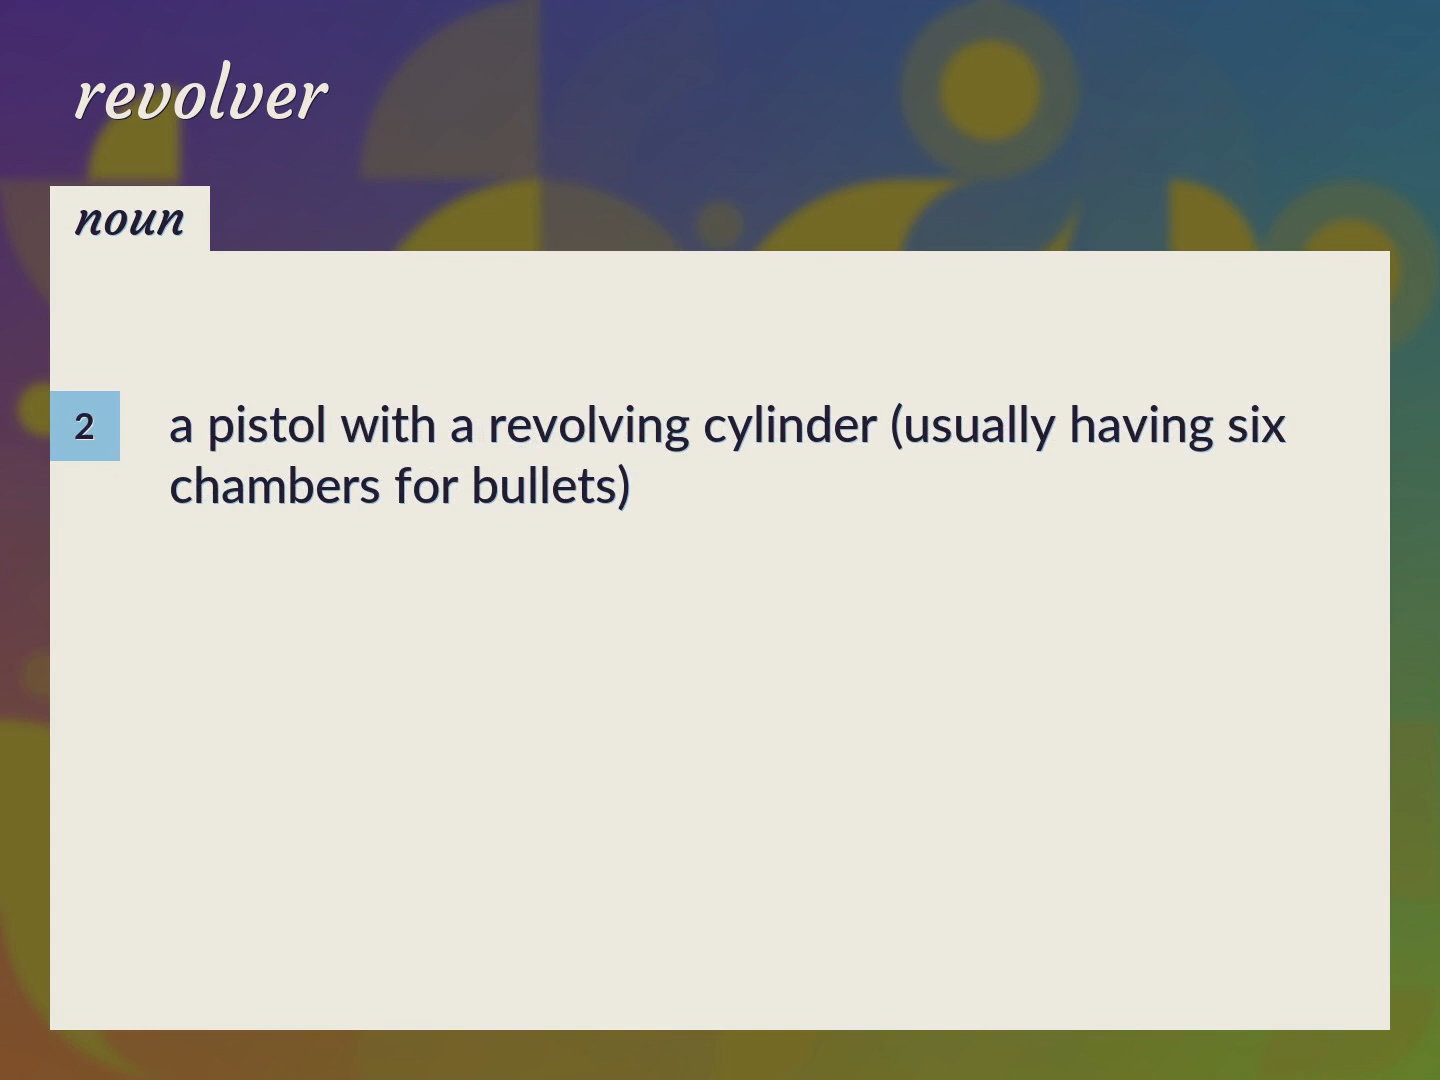 revolver
noun
2
a pistol with a revolving cylinder (usually having six
chambers for bullets)